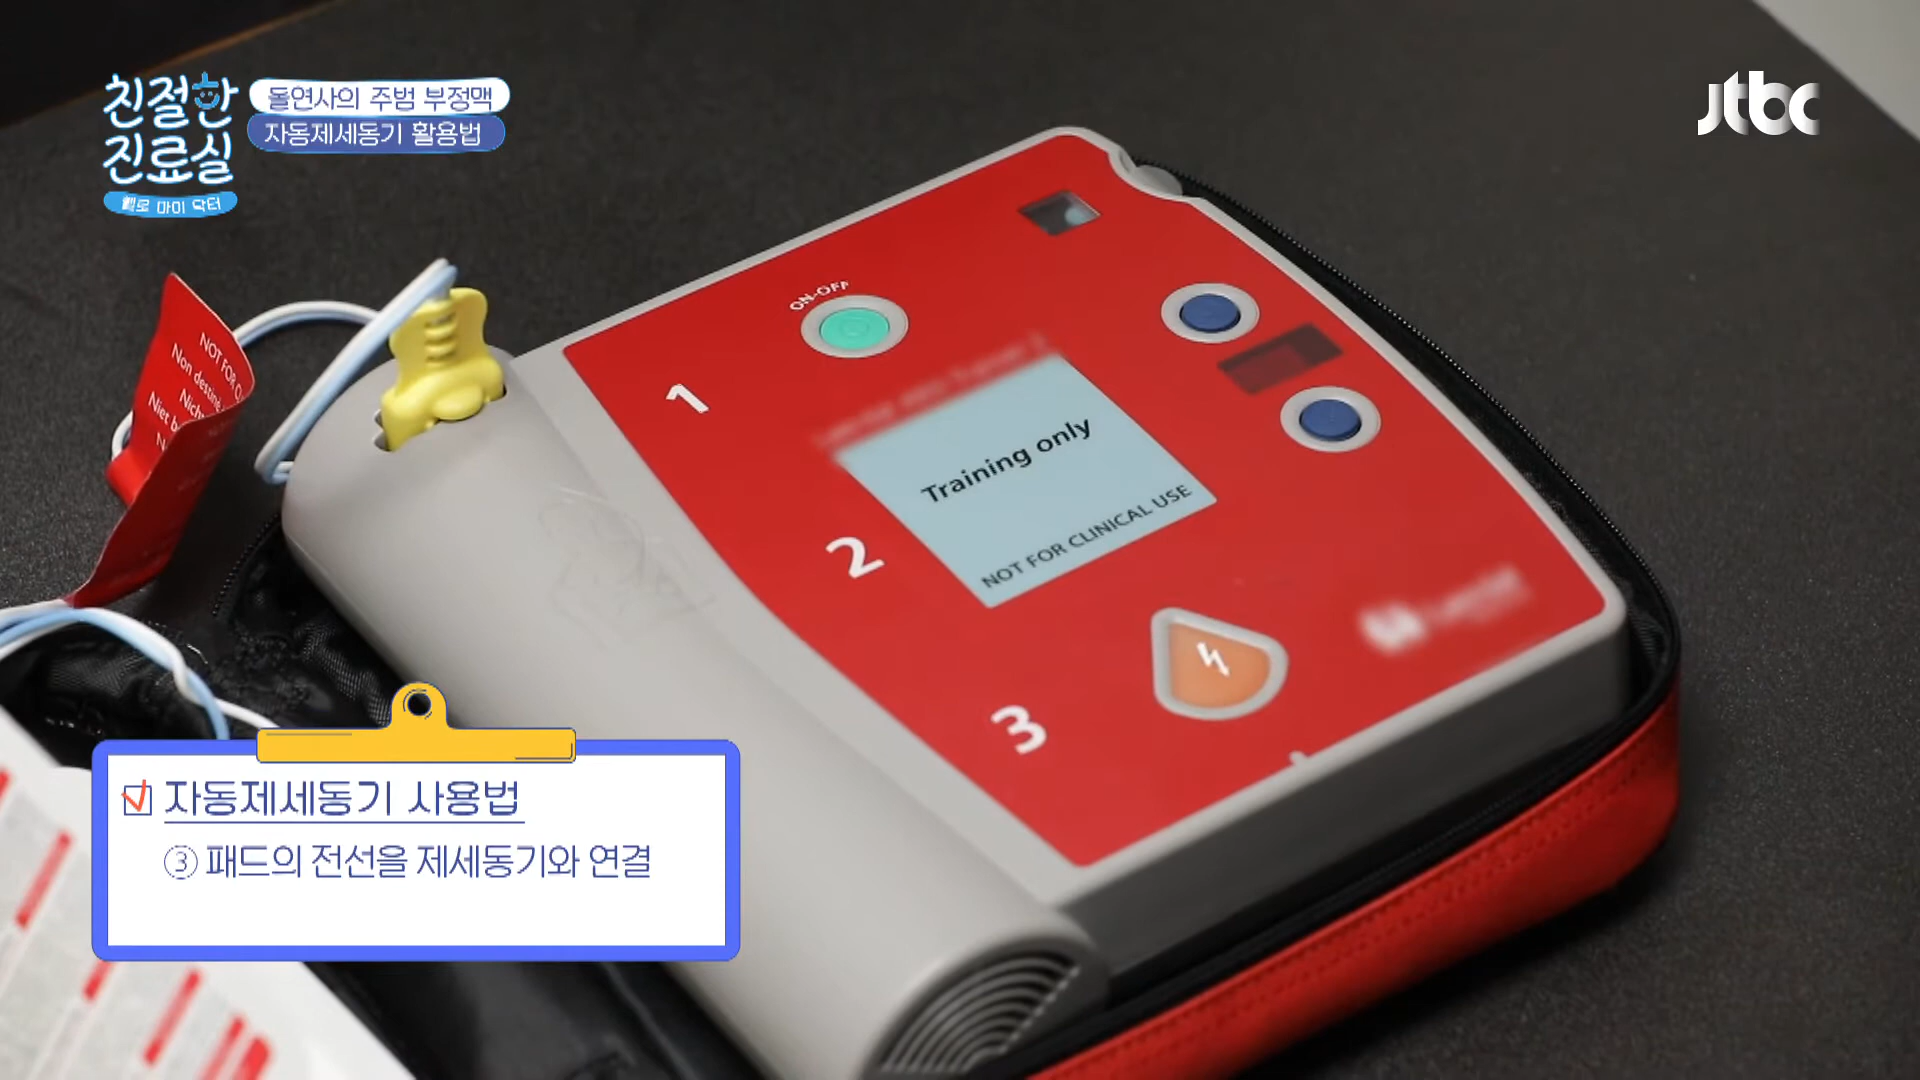 친절한
진료실
헬로 마이 닥터
돌연사의 주범 부정맥
자동제세동기 활용법
jtbc
NOT FOR
Non destiné
Niet b
ON-OFF
1
2
3
Training only
NOT FOR CLINICAL USE
자동제세동기 사용법
③ 패드의 전선을 제세동기와 연결